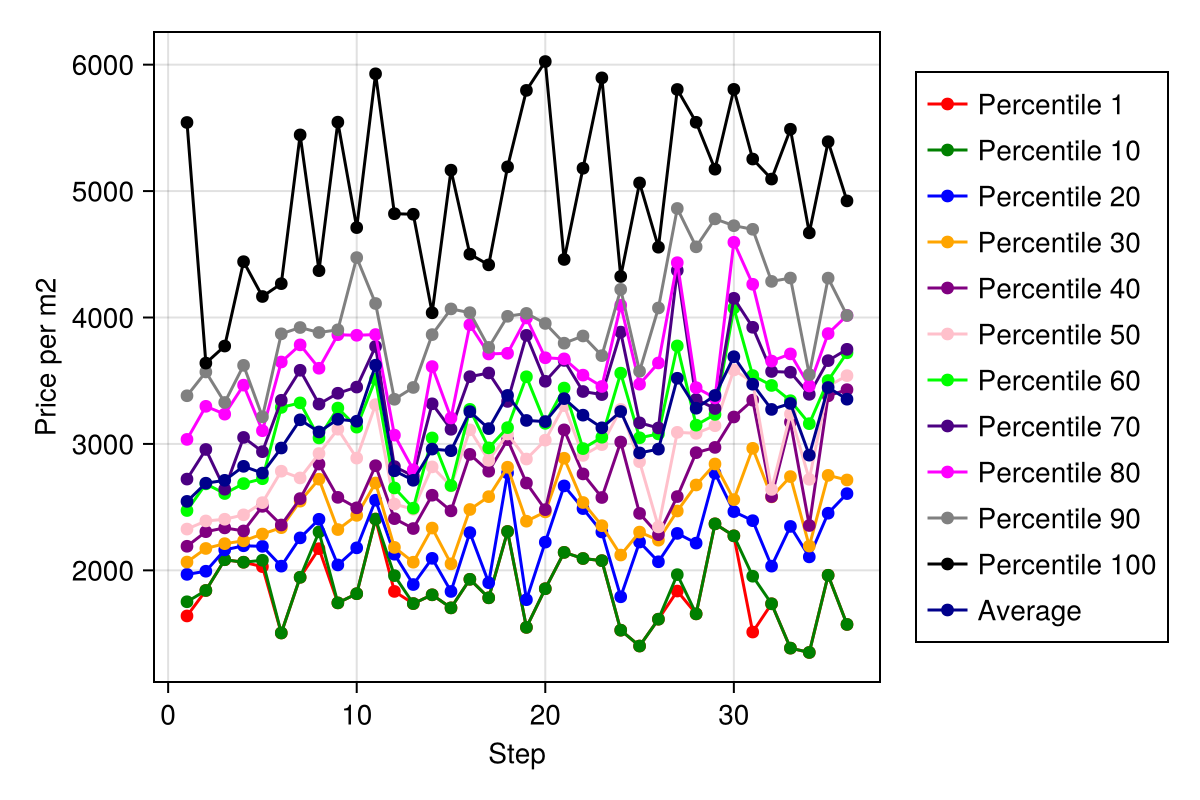 6000
5000
4000
3000
2000
Price per m2
0 10 20 30
Step
Percentile 1
Percentile 10
Percentile 20
Percentile 30
Percentile 40
Percentile 50
Percentile 60
Percentile 70
Percentile 80
Percentile 90
Percentile 100
Average